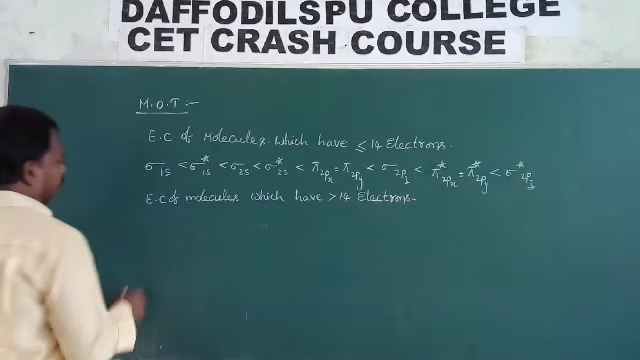 DAFFODILSPU COLLEGE
CET CRASH COURSE
M.O.T :-
E.C of Molecules which have ≤ 14 Electrons.
σ1s < σ*1s < σ2s < σ*2s < π2px = π2py < σ2pz < π*2px = π*2py < σ*2pz
E.C of molecules which have > 14 Electrons.